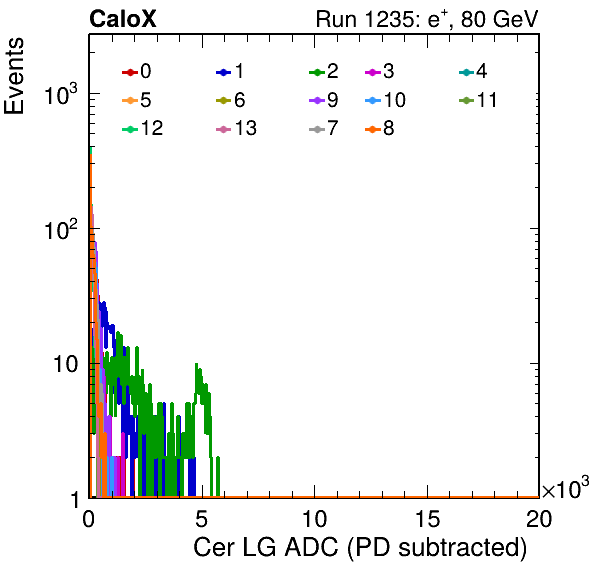 CaloX Run 1235: e⁺, 80 GeV
Events
0 1 2 3 4
5 6 9 10 11
12 13 7 8
10³
10²
10
1
0 5 10 15 20
×10³
Cer LG ADC (PD subtracted)